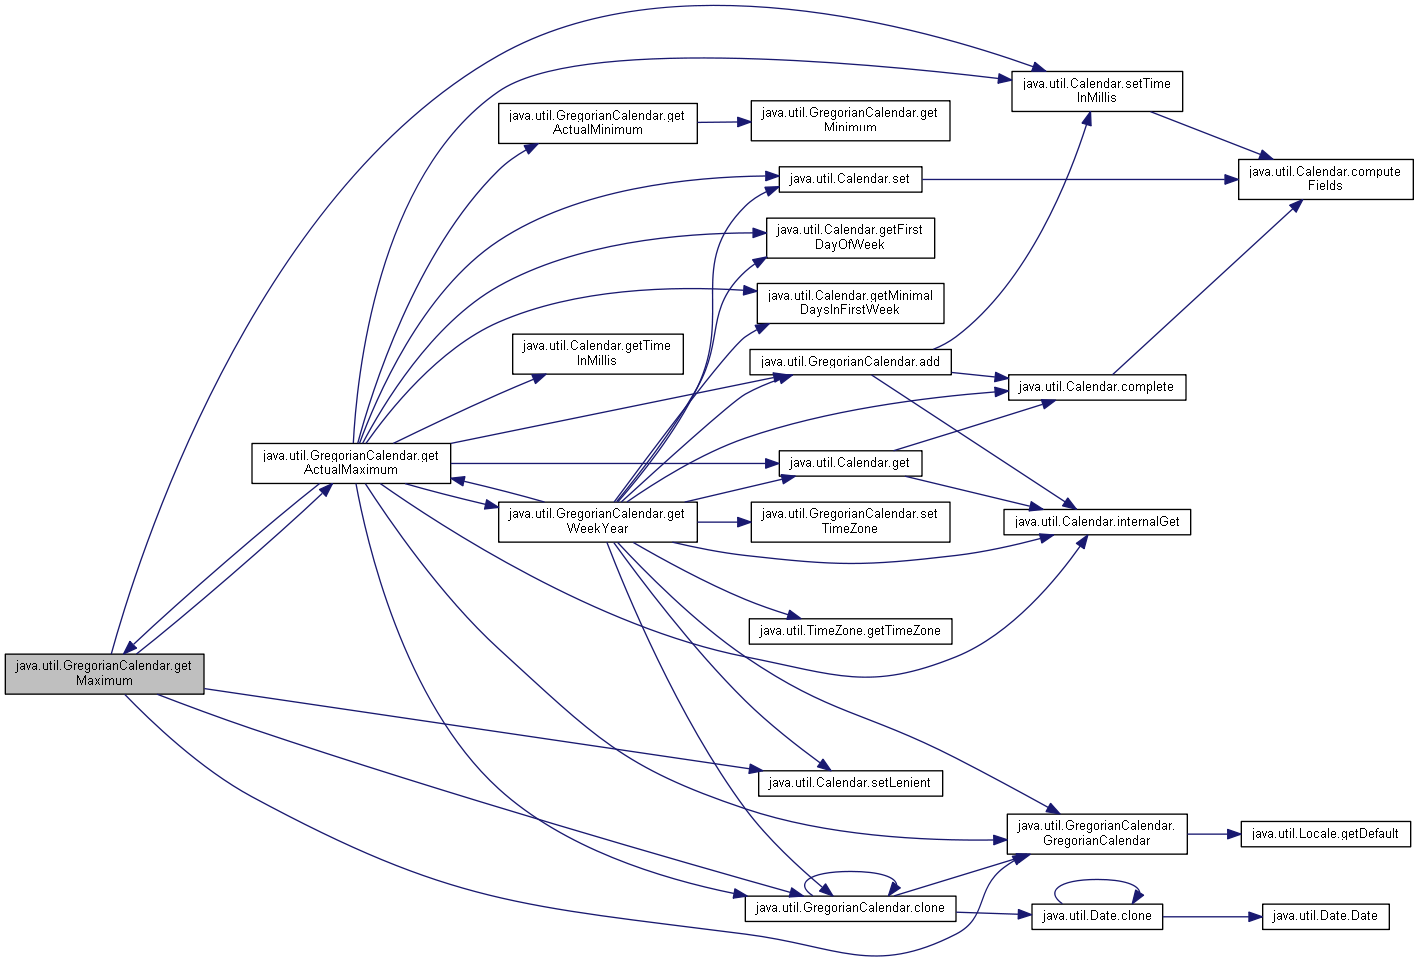 java.util.Calendar.setTime
InMillis
java.util.GregorianCalendar.get
ActualMinimum
java.util.GregorianCalendar.get
Minimum
java.util.Calendar.set
java.util.Calendar.compute
Fields
java.util.Calendar.getFirst
DayOfWeek
java.util.Calendar.getMinimal
DaysInFirstWeek
java.util.Calendar.getTime
InMillis
java.util.GregorianCalendar.add
java.util.Calendar.complete
java.util.GregorianCalendar.get
ActualMaximum
java.util.Calendar.get
java.util.GregorianCalendar.get
WeekYear
java.util.GregorianCalendar.set
TimeZone
java.util.Calendar.internalGet
java.util.TimeZone.getTimeZone
java.util.GregorianCalendar.get
Maximum
java.util.Calendar.setLenient
java.util.GregorianCalendar.
GregorianCalendar
java.util.Locale.getDefault
java.util.GregorianCalendar.clone
java.util.Date.clone
java.util.Date.Date